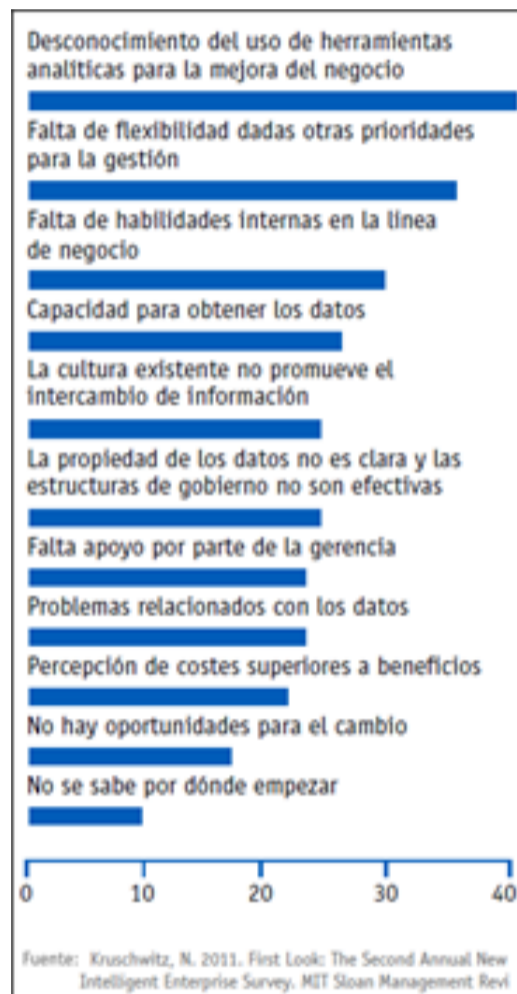 Desconocimiento del uso de herramientas
analíticas para la mejora del negocio
Falta de flexibilidad dadas otras prioridades
para la gestión
Falta de habilidades internas en la línea
de negocio
Capacidad para obtener los datos
La cultura existente no promueve el
intercambio de información
La propiedad de los datos no es clara y las
estructuras de gobierno no son efectivas
Falta apoyo por parte de la gerencia
Problemas relacionados con los datos
Percepción de costes superiores a beneficios
No hay oportunidades para el cambio
No se sabe por dónde empezar
0 10 20 30 40
Fuente: Kruschwitz, N. 2011. First Look: The Second Annual New
Intelligent Enterprise Survey. MIT Sloan Management Revi